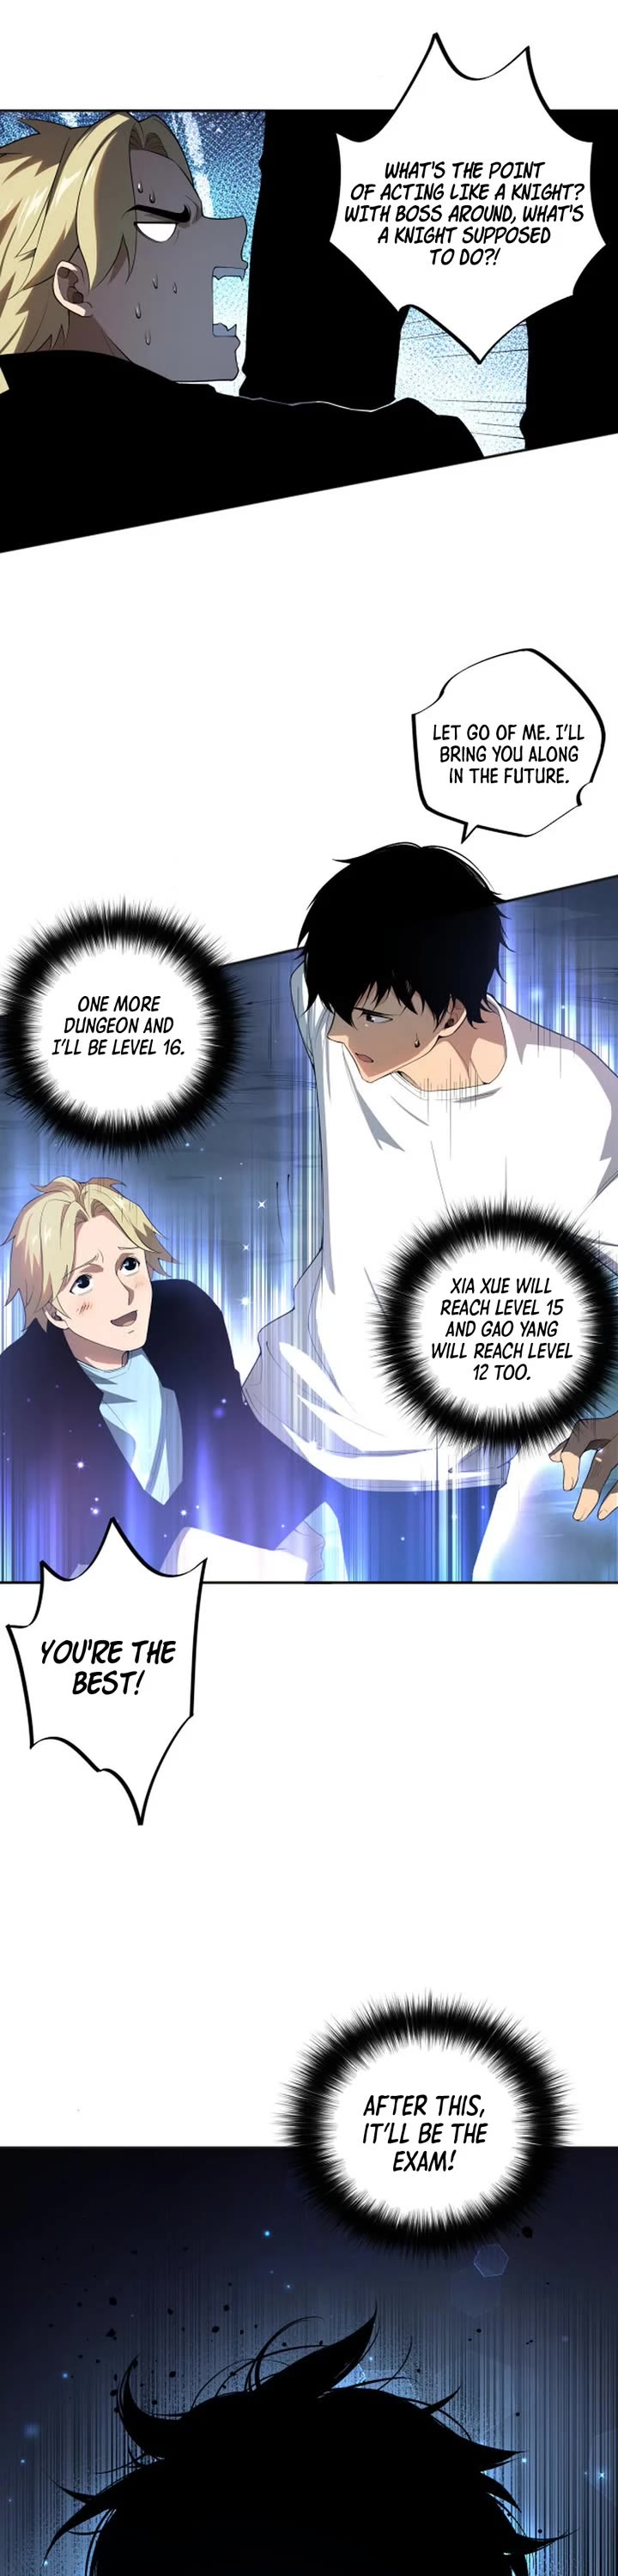 WHAT'S THE POINT
OF ACTING LIKE A KNIGHT?
WITH BOSS AROUND, WHAT'S
A KNIGHT SUPPOSED
TO DO?!
LET GO OF ME. I'LL
BRING YOU ALONG
IN THE FUTURE.
ONE MORE
DUNGEON AND
I'LL BE LEVEL 16.
XIA XUE WILL
REACH LEVEL 15
AND GAO YANG
WILL REACH LEVEL
12 TOO.
YOU'RE THE
BEST!
AFTER THIS,
IT'LL BE THE
EXAM!